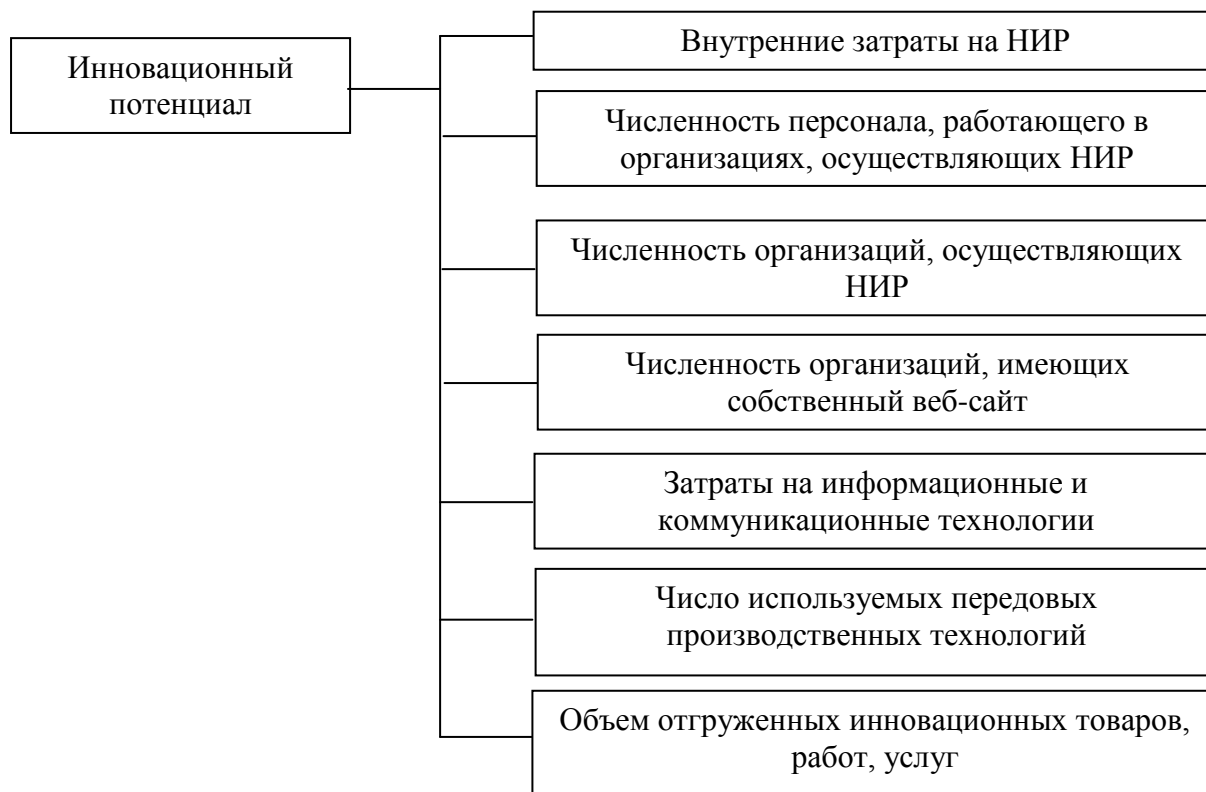 Инновационный
потенциал
Внутренние затраты на НИР
Численность персонала, работающего в
организациях, осуществляющих НИР
Численность организаций, осуществляющих
НИР
Численность организаций, имеющих
собственный веб-сайт
Затраты на информационные и
коммуникационные технологии
Число используемых передовых
производственных технологий
Объем отгруженных инновационных товаров,
работ, услуг